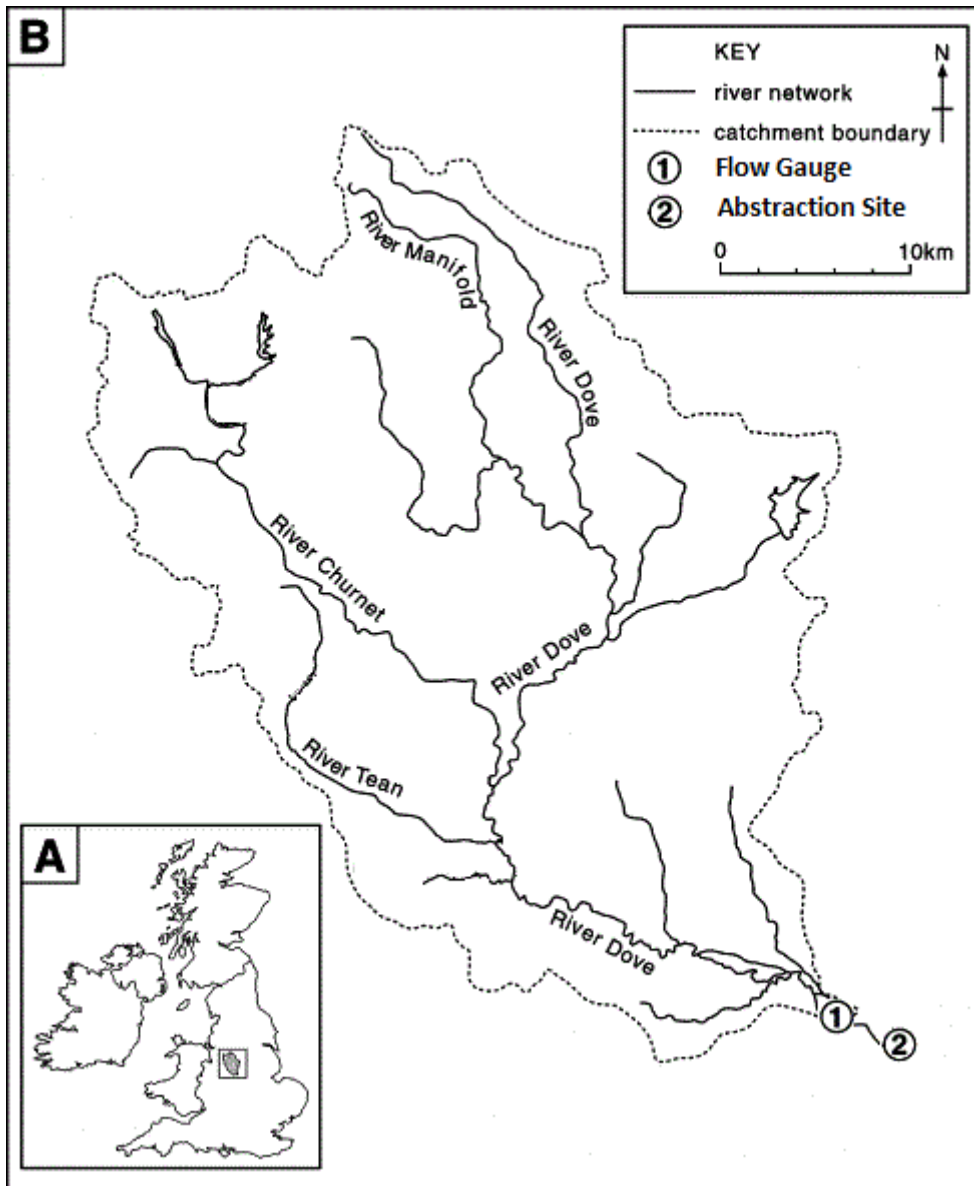 B
KEY
N
river network
catchment boundary
1 Flow Gauge
2 Abstraction Site
0 10km
River Manifold
River Dove
River Churnet
River Dove
River Tean
A
River Dove
1
2